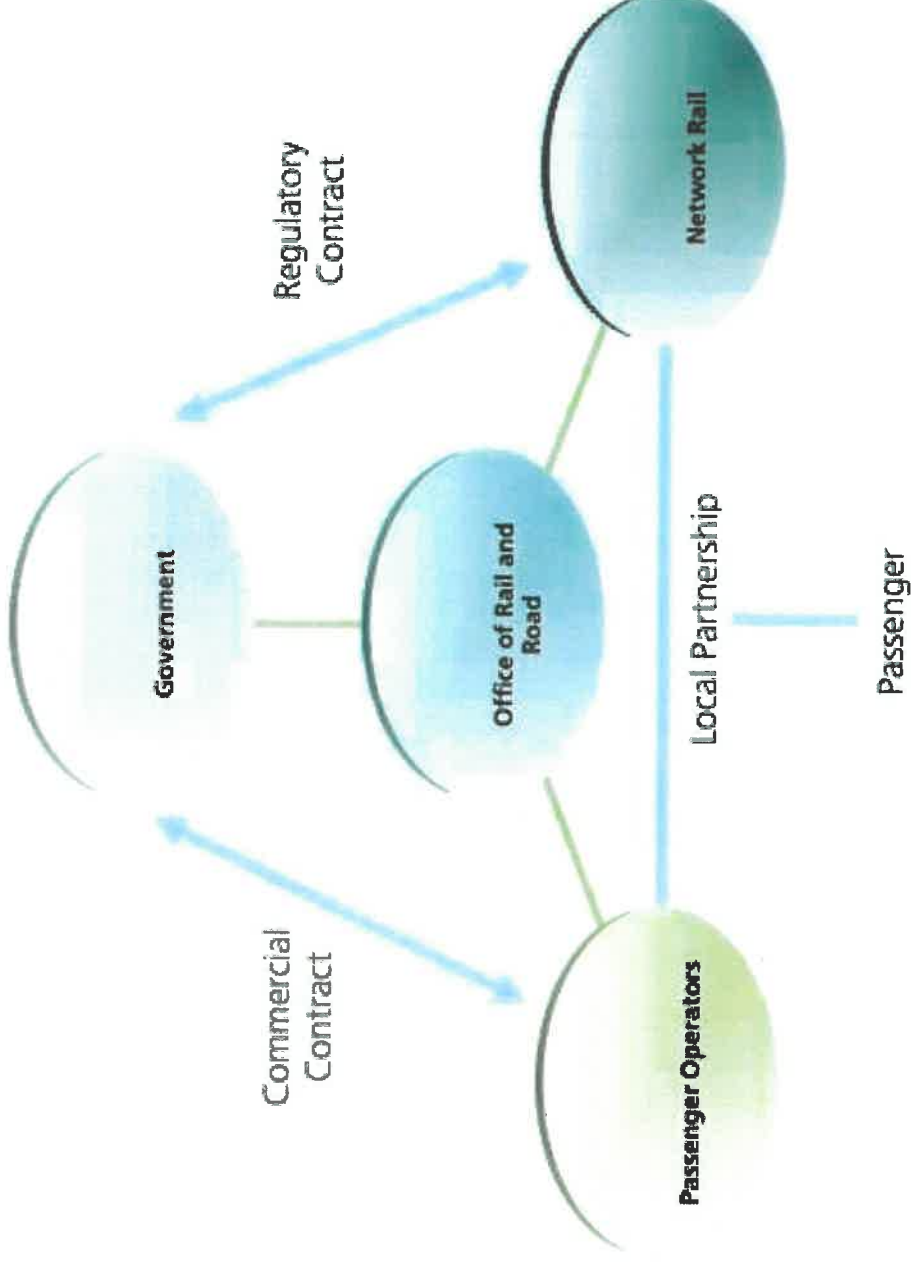 Government
Commercial
Contract
Regulatory
Contract
Office of Rail and
Road
Passenger Operators
Network Rail
Local Partnership
Passenger